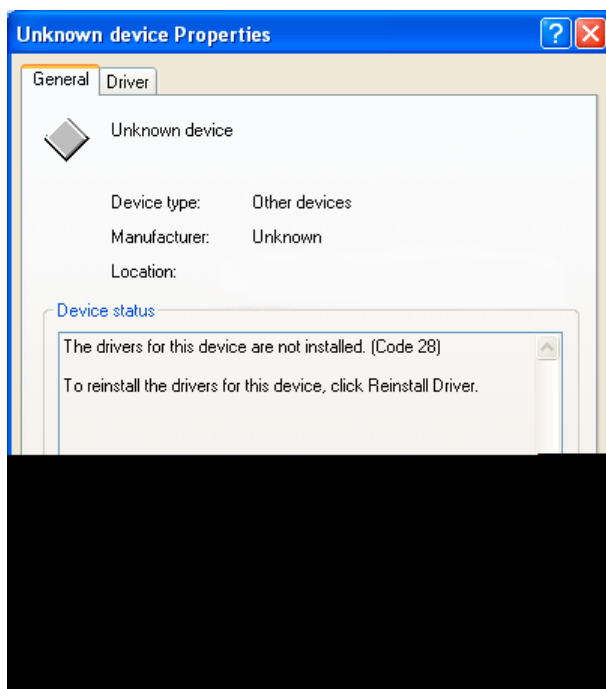 Unknown device Properties
General Driver
Unknown device
Device type: Other devices
Manufacturer: Unknown
Location:
Device status
The drivers for this device are not installed. (Code 28)
To reinstall the drivers for this device, click Reinstall Driver.